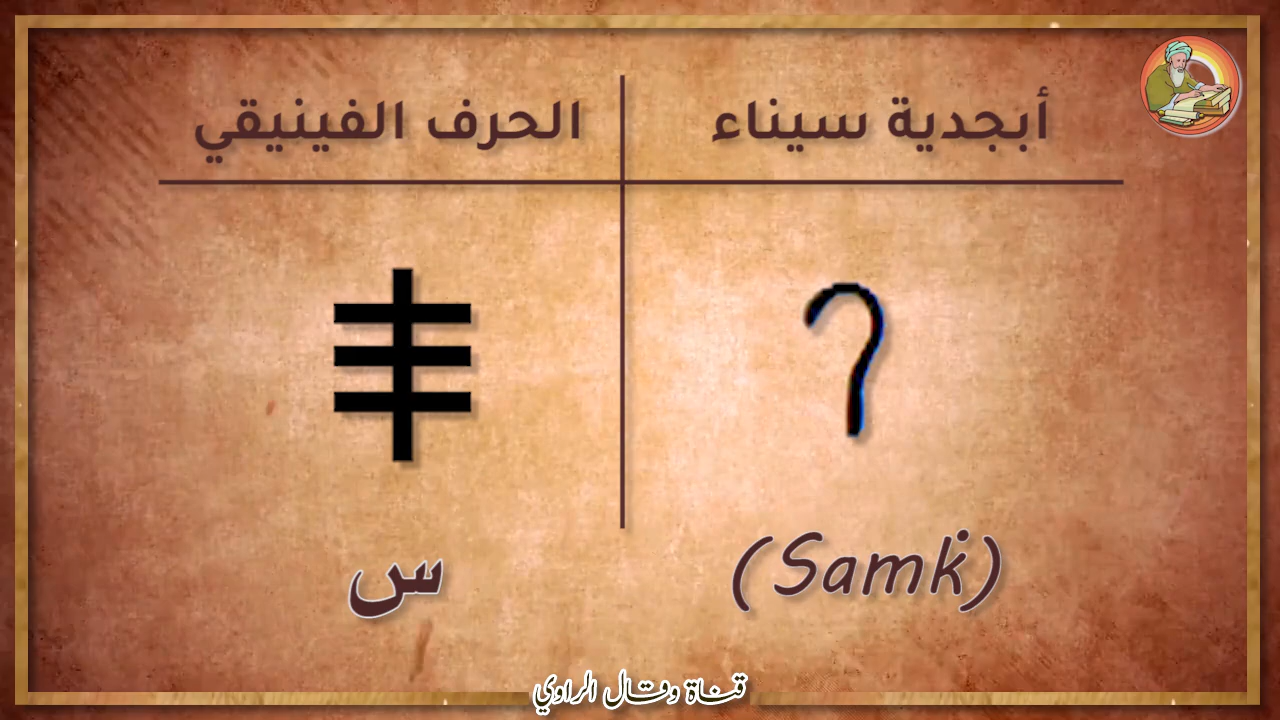 أبجدية سيناء
الحرف الفينيقي
(Samk̇)
س
قناة وقال الراوي